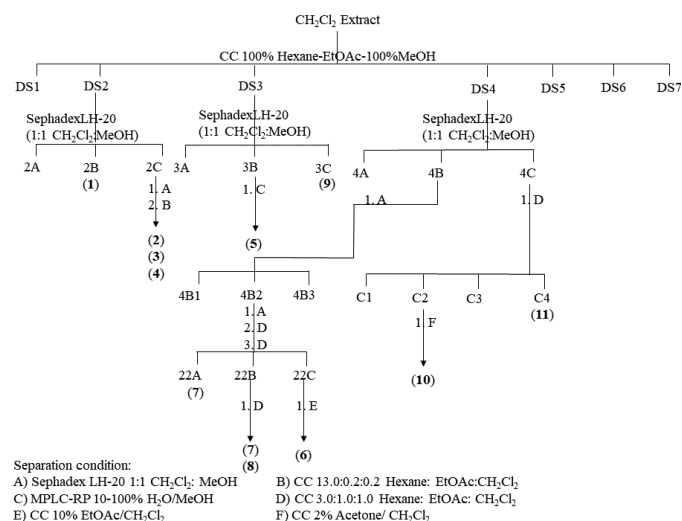 CH2Cl2 Extract
CC 100% Hexane-EtOAc-100%MeOH
DS1 DS2 DS3 DS4 DS5 DS6 DS7
SephadexLH-20
(1:1 CH2Cl2:MeOH)
SephadexLH-20
(1:1 CH2Cl2:MeOH)
SephadexLH-20
(1:1 CH2Cl2:MeOH)
2A 2B 2C 3A 3B 3C 4A 4B 4C
(1)
(9)
1. A
2. B
1. C
1. A
1. D
(2)
(3)
(4)
(5)
4B1 4B2 4B3 C1 C2 C3 C4
(11)
1. A
2. D
3. D
1. F
22A 22B 22C
(7)
(10)
1. D
1. E
(7)
(8)
(6)
Separation condition:
A) Sephadex LH-20 1:1 CH2Cl2: MeOH B) CC 13.0:0.2:0.2 Hexane: EtOAc:CH2Cl2
C) MPLC-RP 10-100% H2O/MeOH D) CC 3.0:1.0:1.0 Hexane: EtOAc: CH2Cl2
E) CC 10% EtOAc/CH2Cl2 F) CC 2% Acetone/ CH2Cl2